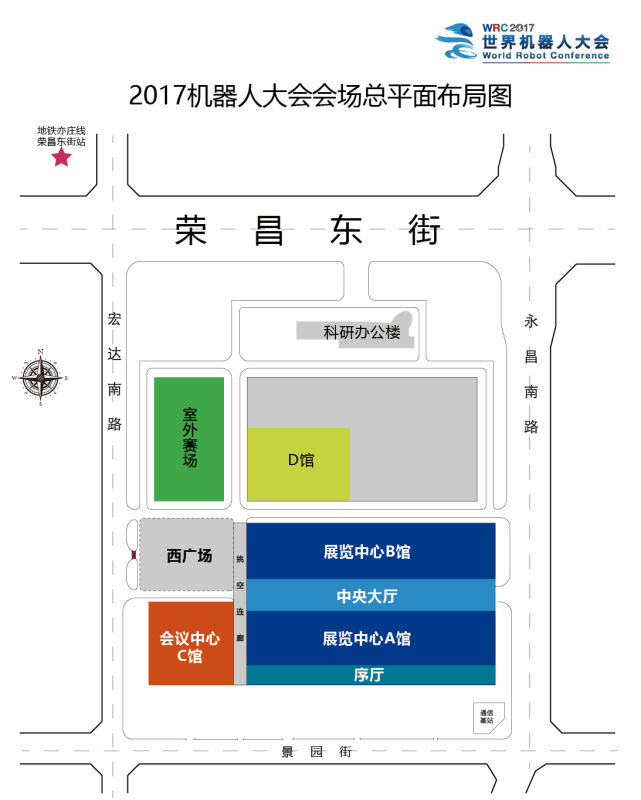 WRC 2017
世界机器人大会
World Robot Conference
2017机器人大会会场总平面布局图
地铁亦庄线
荣昌东街站
荣昌东街
宏达南路
永昌南路
科研办公楼
N
W
E
S
室外赛场
D馆
西广场
挑空连廊
展览中心B馆
中央大厅
展览中心A馆
序厅
会议中心
C馆
通信
基站
景园街